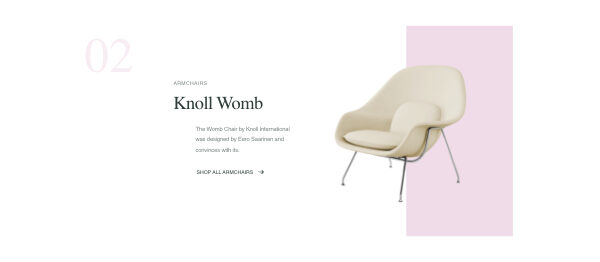 02
ARMCHAIRS
Knoll Womb
The Womb Chair by Knoll International
was designed by Eero Saarinen and
convinces with its.
SHOP ALL ARMCHAIRS →